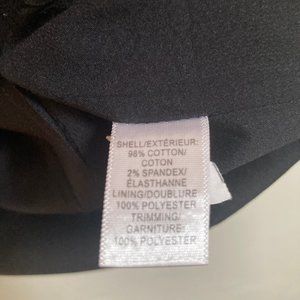 SHELL/EXTÉRIEUR:
98% COTTON/
COTON
2% SPANDEX/
ÉLASTHANNE
LINING/DOUBLURE
100% POLYESTER
TRIMMING/
GARNITURE:
100% POLYESTER